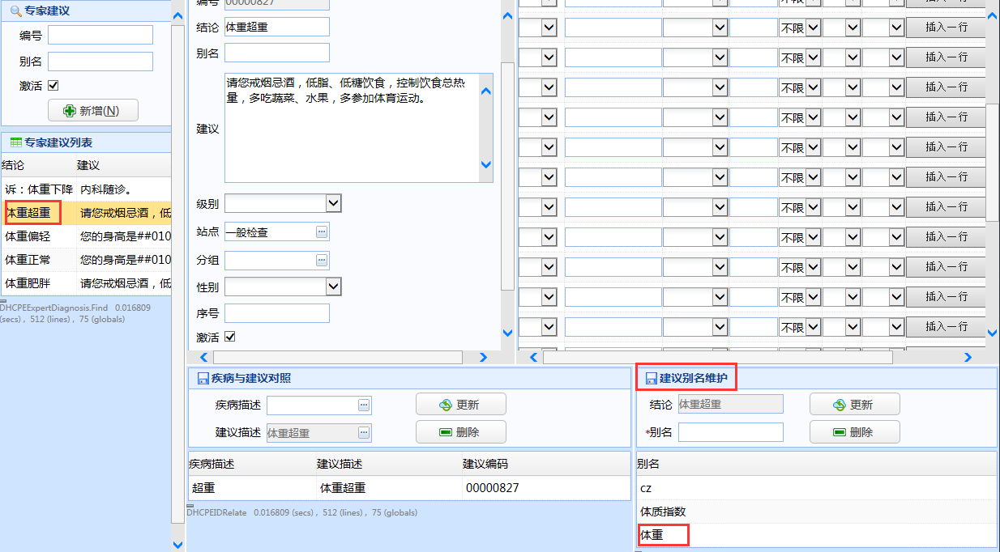 专家建议
编号
别名
激活
新增(N)
专家建议列表
结论 建议
诉：体重下降 内科随诊。
体重超重 请您戒烟忌酒，低
体重偏轻 您的身高是##010
体重正常 您的身高是##010
体重肥胖 请您戒烟忌酒，低
DHCPEExpertDiagnosis.Find 0.016809
(secs) , 512 (lines) , 75 (globals)
编号 00000827
结论 体重超重
别名
建议
请您戒烟忌酒，低脂、低糖饮食，控制饮食总热
量，多吃蔬菜、水果，多参加体育运动。
级别
站点 一般检查
分组
性别
序号
激活
不限 插入一行
不限 插入一行
不限 插入一行
不限 插入一行
不限 插入一行
不限 插入一行
不限 插入一行
不限 插入一行
不限 插入一行
不限 插入一行
不限 插入一行
不限 插入一行
疾病与建议对照
疾病描述 更新
建议描述 体重超重 删除
疾病描述 建议描述 建议编码
超重 体重超重 00000827
DHCPEIDRelate 0.016809 (secs) , 512 (lines) , 75 (globals)
建议别名维护
结论 体重超重 更新
*别名 删除
别名
cz
体质指数
体重